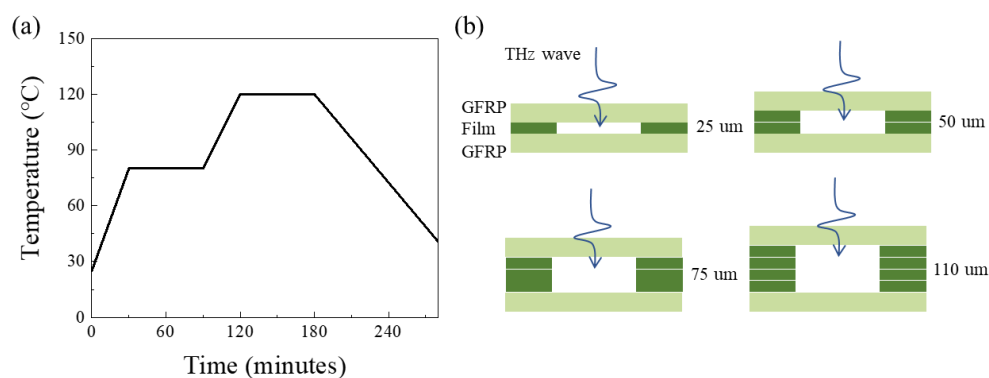 (a)
150
120
90
60
30
0
Temperature (°C)
0 60 120 180 240
Time (minutes)
(b)
THz wave
GFRP
Film
GFRP
25 um
50 um
75 um
110 um